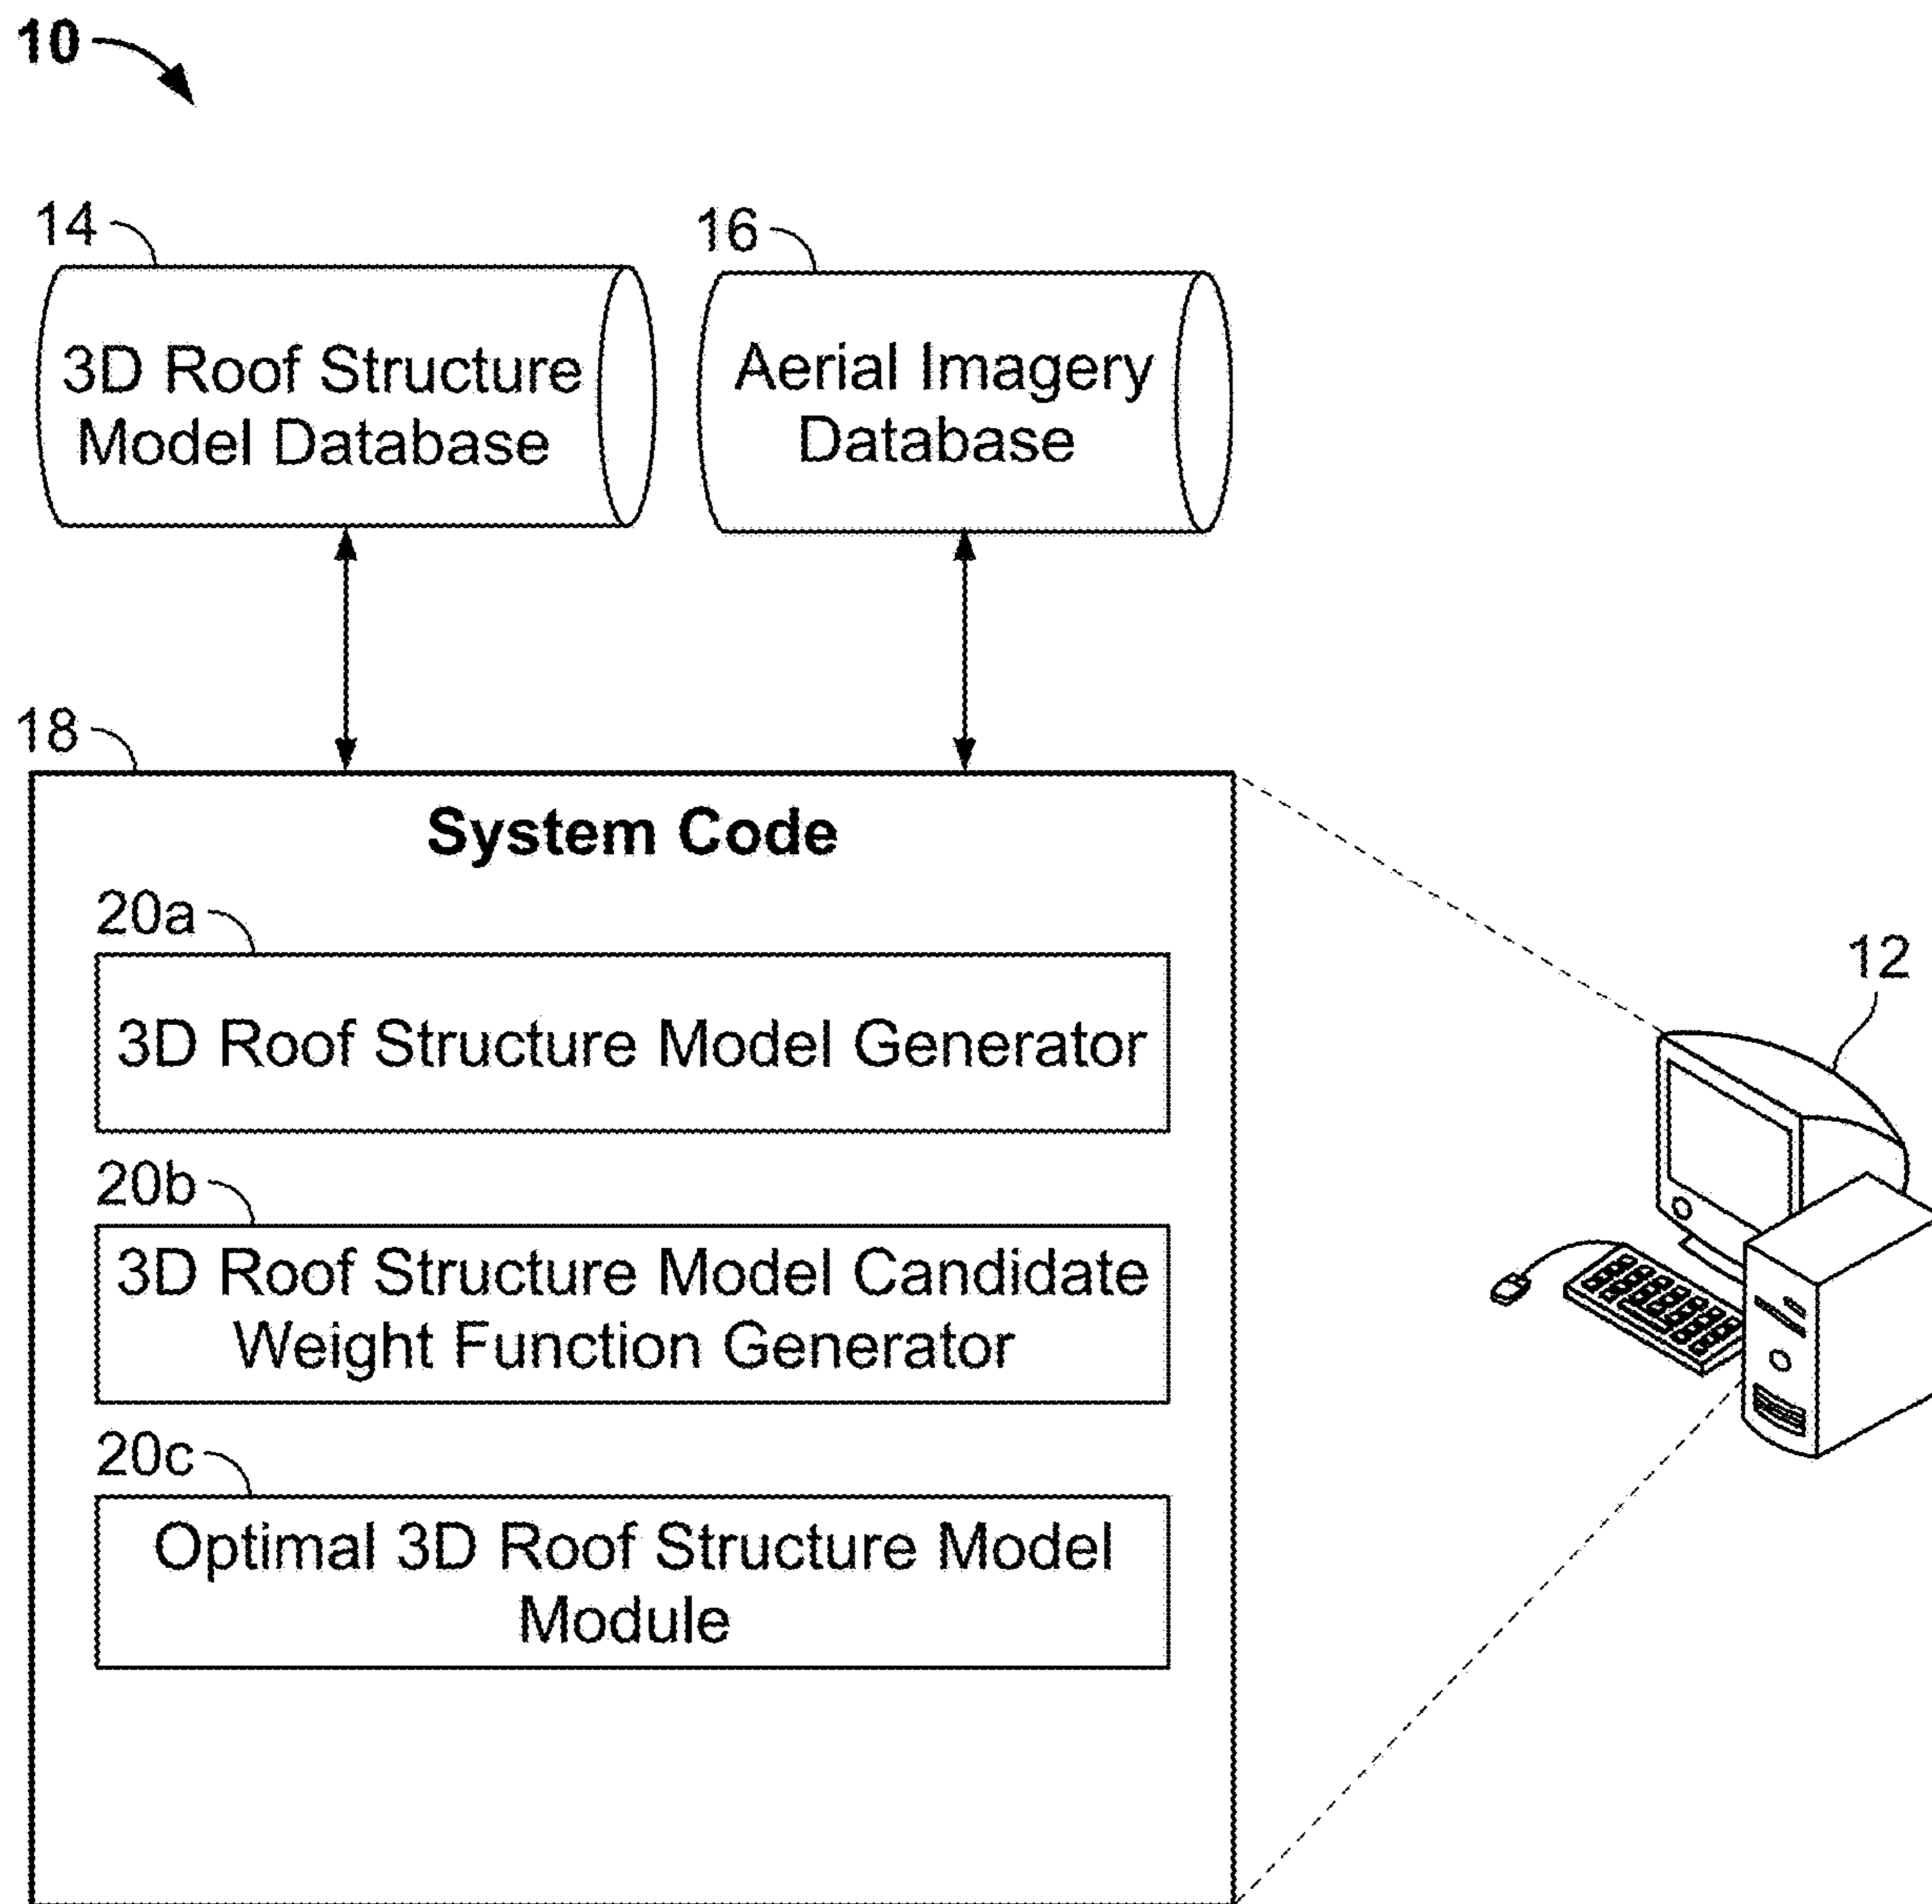 10
14
16
3D Roof Structure
Model Database
Aerial Imagery
Database
18
System Code
20a
3D Roof Structure Model Generator
12
20b
3D Roof Structure Model Candidate
Weight Function Generator
20c
Optimal 3D Roof Structure Model
Module